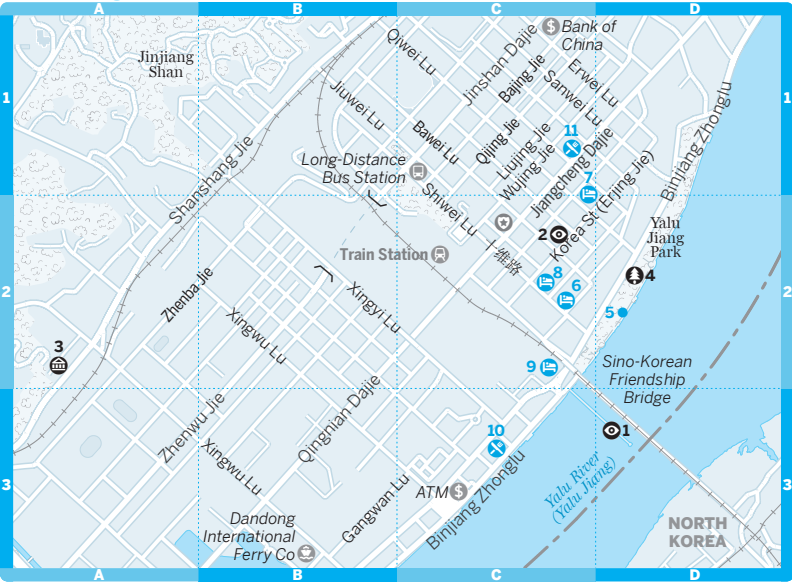 A
B
C
D
1
1
Jinjiang
Shan
Qiwei Lu
Jinshan Dajie
Bank of
China
Bajing Jie
Erwei Lu
Sanwei Lu
Jiuwei Lu
Bawei Lu
Qijing Jie
Liujing Jie
Wujing Jie
11
Jiangcheng Dajie
Binjiang Zhonglu
Shanshang Jie
Long-Distance
Bus Station
7
Korea St (Erjing Jie)
Shiwei Lu
十维路
2
Yalu
Jiang
Park
Train Station
2
2
8
6
4
5
Zhenba Jie
Xingyi Lu
Xingwu Lu
3
9
Sino-Korean
Friendship
Bridge
Zhenwu Jie
Qingnian Dajie
10
1
Xingwu Lu
Gangwan Lu
ATM
Binjiang Zhonglu
Yalu River
(Yalu Jiang)
3
3
Dandong
International
Ferry Co
NORTH
KOREA
A
B
C
D